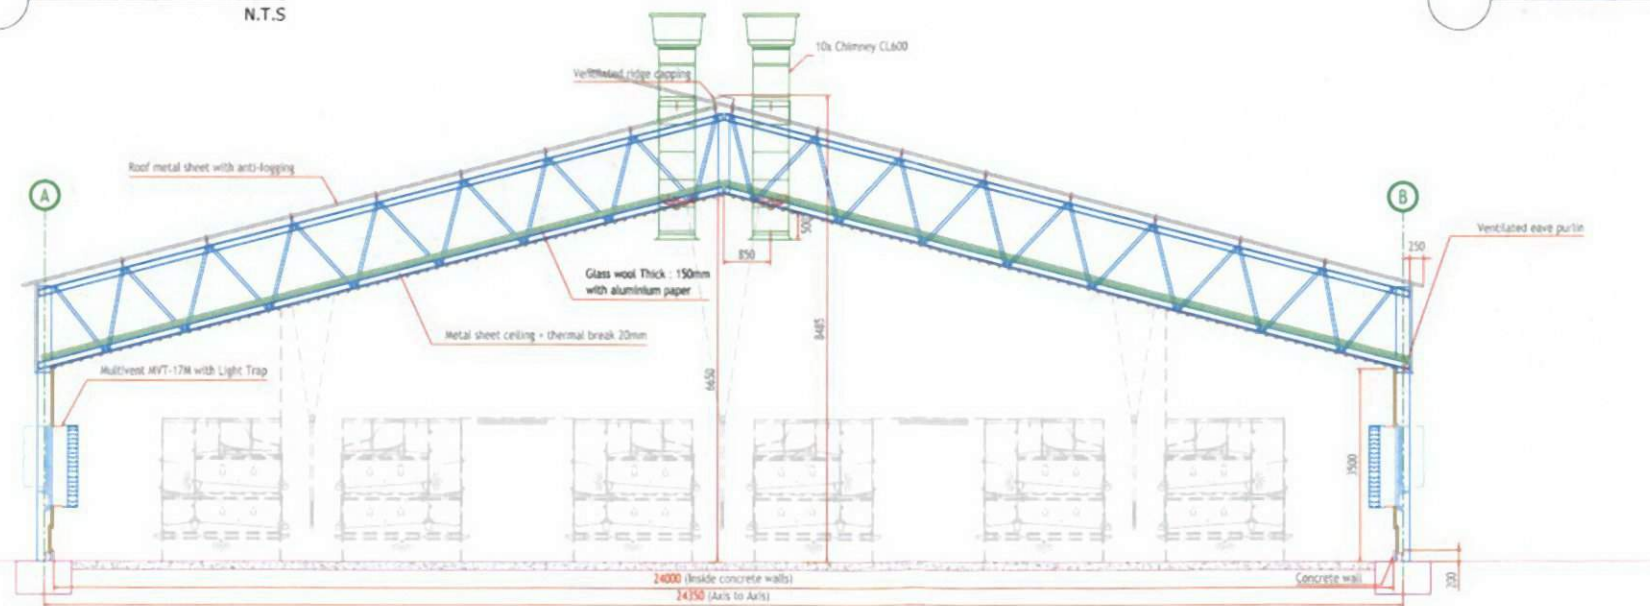 N.T.S
10x Chimney CL600
Ventilated ridge capping
Roof metal sheet with anti-fogging
A
B
Ventilated eave purlin
250
500
850
Glass wool Thick : 150mm
with aluminium paper
Metal sheet ceiling + thermal break 20mm
8485
Multivent MVT-17M with Light Trap
6650
3500
24000 (Inside concrete walls)
Concrete wall
200
24350 (Axis to Axis)